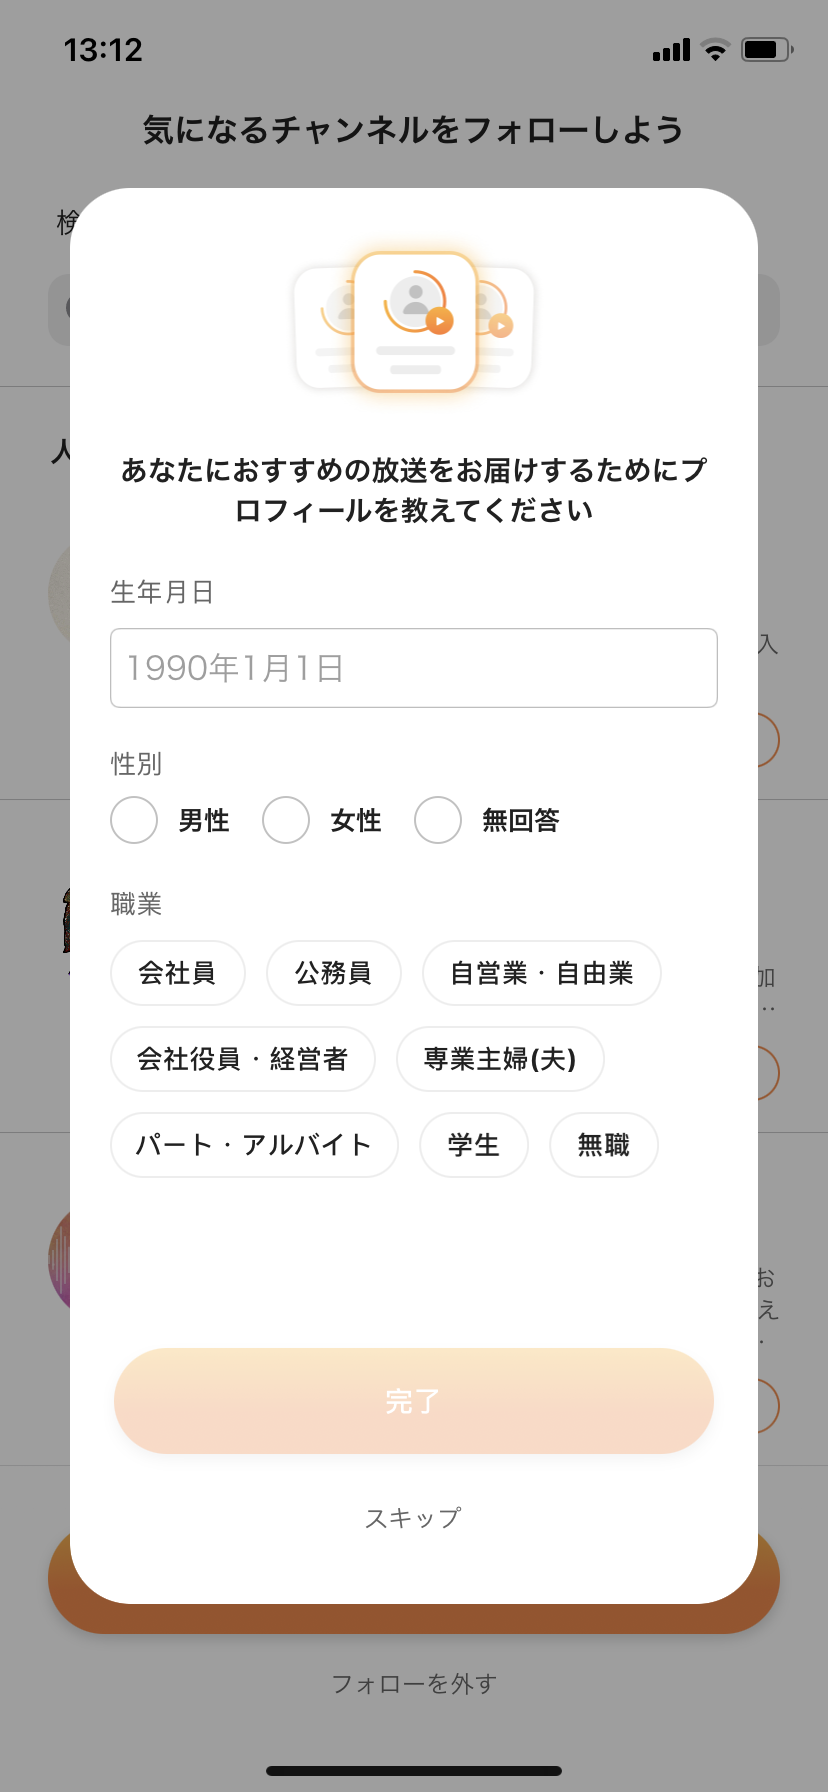 13:12
気になるチャンネルをフォローしよう
検
人
あなたにおすすめの放送をお届けするためにプ
ロフィールを教えてください
生年月日
1990年1月1日
入
性別
男性 女性 無回答
職業
会社員 公務員 自営業・自由業
加
…
会社役員・経営者 専業主婦(夫)
パート・アルバイト 学生 無職
お
え
完了
スキップ
フォローを外す